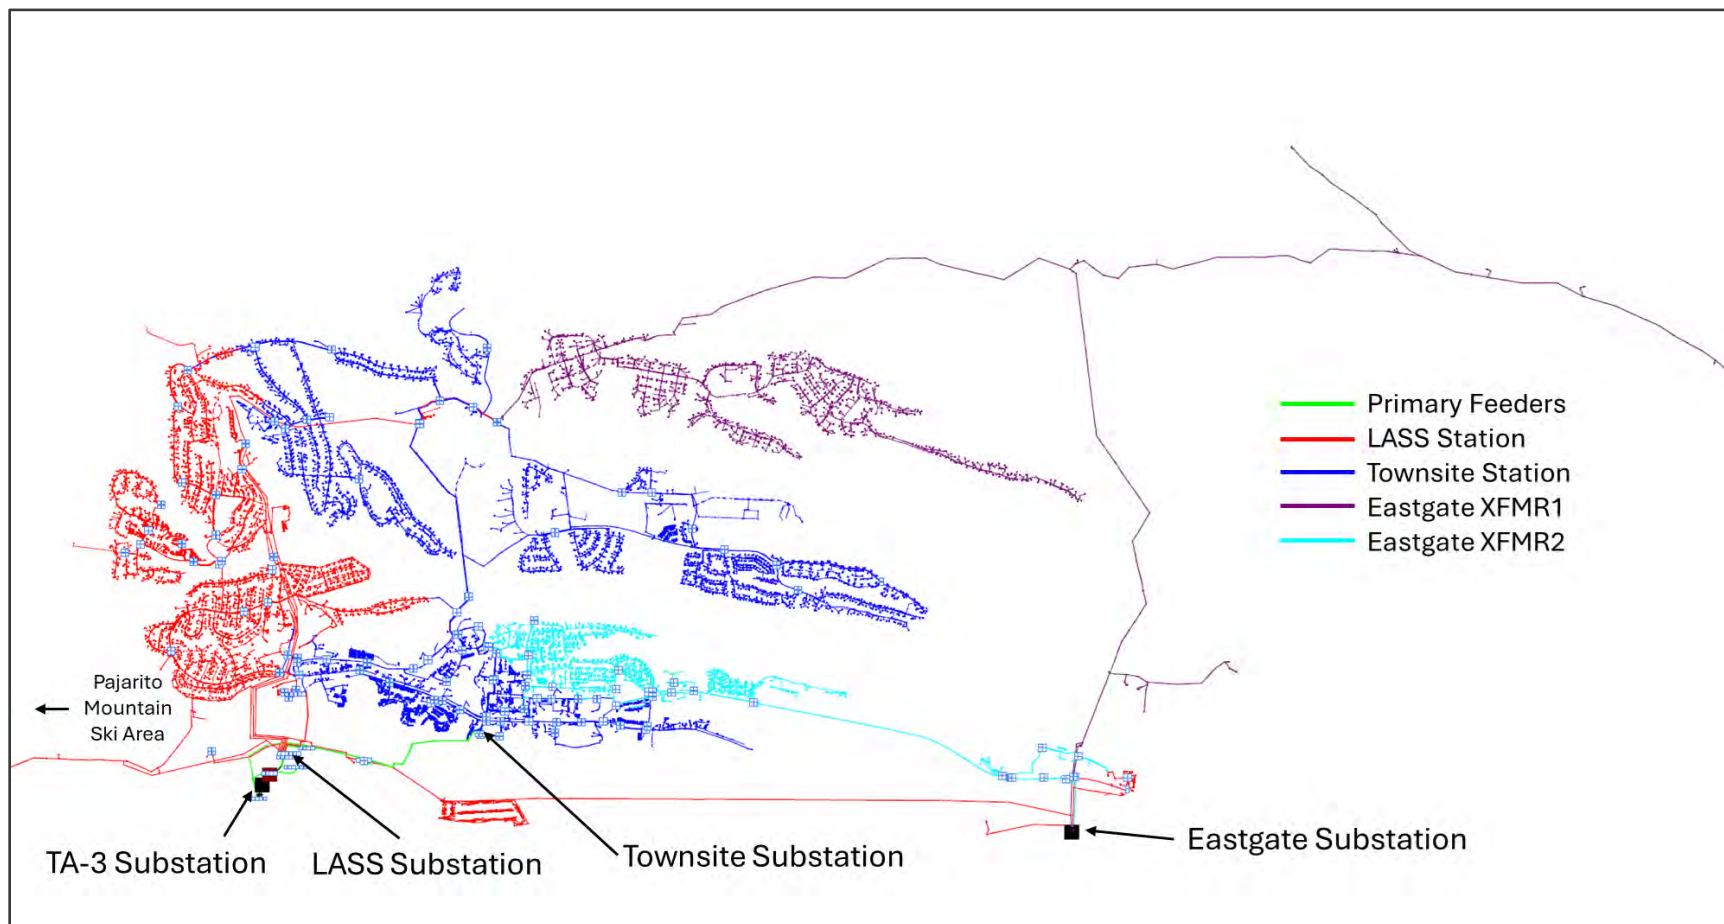 Primary Feeders
LASS Station
Townsite Station
Eastgate XFMR1
Eastgate XFMR2
Pajarito
Mountain
Ski Area
TA-3 Substation
LASS Substation
Townsite Substation
Eastgate Substation